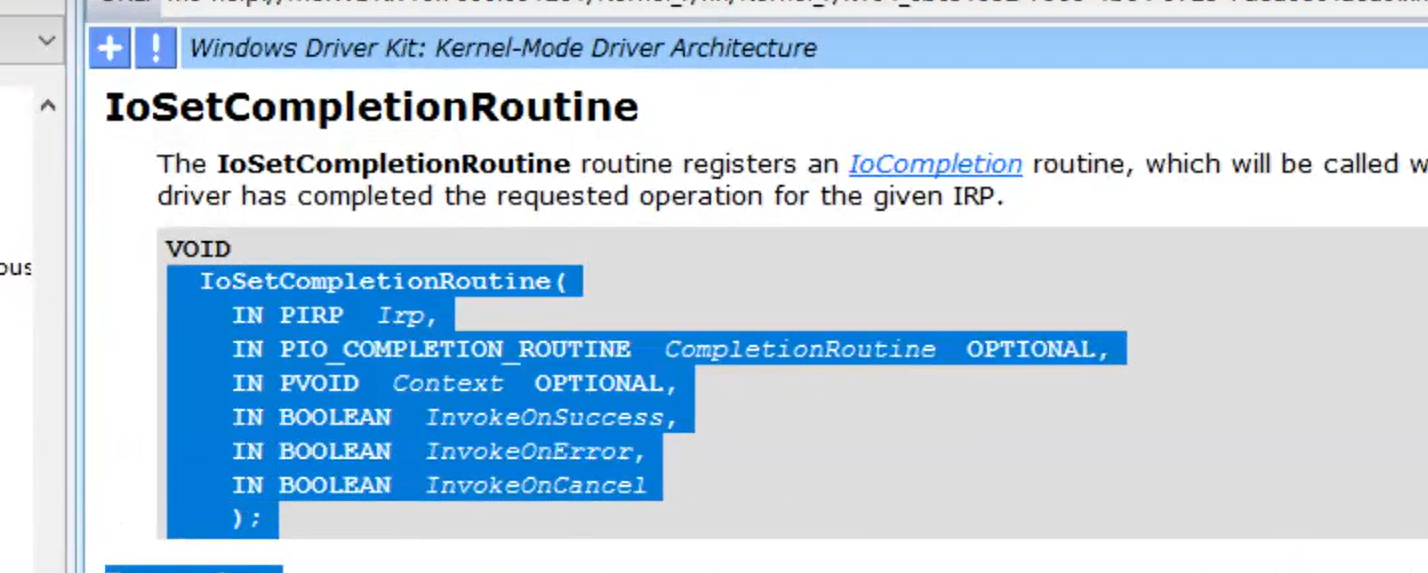 Windows Driver Kit: Kernel-Mode Driver Architecture
IoSetCompletionRoutine
The IoSetCompletionRoutine routine registers an IoCompletion routine, which will be called
driver has completed the requested operation for the given IRP.
VOID
IoSetCompletionRoutine(
IN PIRP Irp,
IN PIO_COMPLETION_ROUTINE CompletionRoutine OPTIONAL,
IN PVOID Context OPTIONAL,
IN BOOLEAN InvokeOnSuccess,
IN BOOLEAN InvokeOnError,
IN BOOLEAN InvokeOnCancel
);